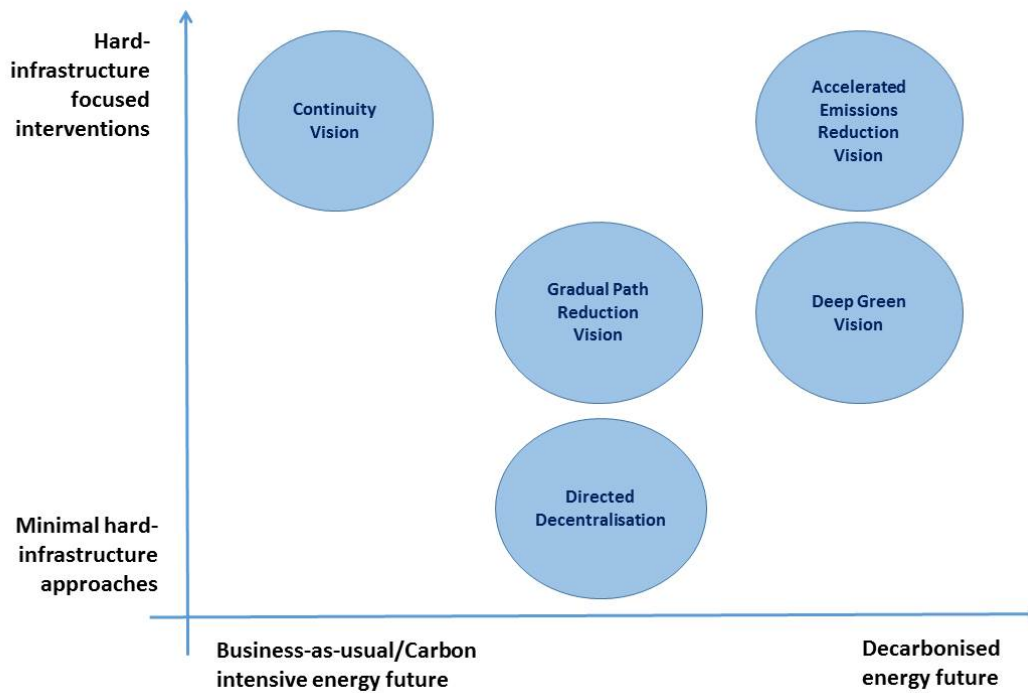 Hard-
infrastructure
focused
interventions
Continuity
Vision
Accelerated
Emissions
Reduction
Vision
Gradual Path
Reduction
Vision
Deep Green
Vision
Directed
Decentralisation
Minimal hard-
infrastructure
approaches
Business-as-usual/Carbon
intensive energy future
Decarbonised
energy future